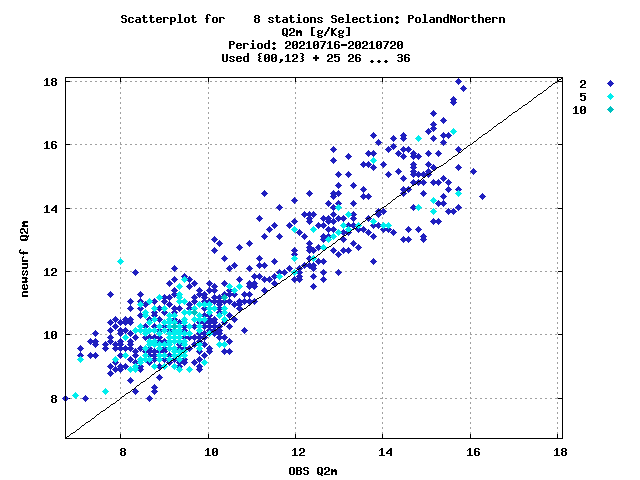 Scatterplot for    8 stations Selection: PolandNorthern
Q2m [g/Kg]
Period: 20210716-20210720
Used {00,12} + 25 26 ... 36
2
5
10
newsurf Q2m
18
16
14
12
10
8
8 10 12 14 16 18
OBS Q2m